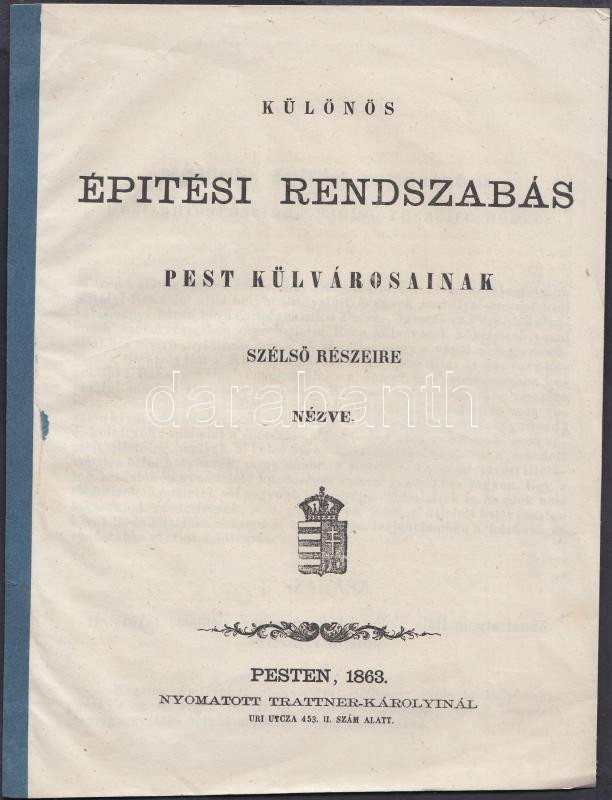 KÜLÖNÖS
ÉPITÉSI RENDSZABÁS
PEST KÜLVÁROSAINAK
SZÉLSŐ RÉSZEIRE
darabanth
NÉZVE.
PESTEN, 1863.
NYOMATOTT TRATTNER-KÁROLYINÁL
URI UTCZA 453. II. SZÁM ALATT.